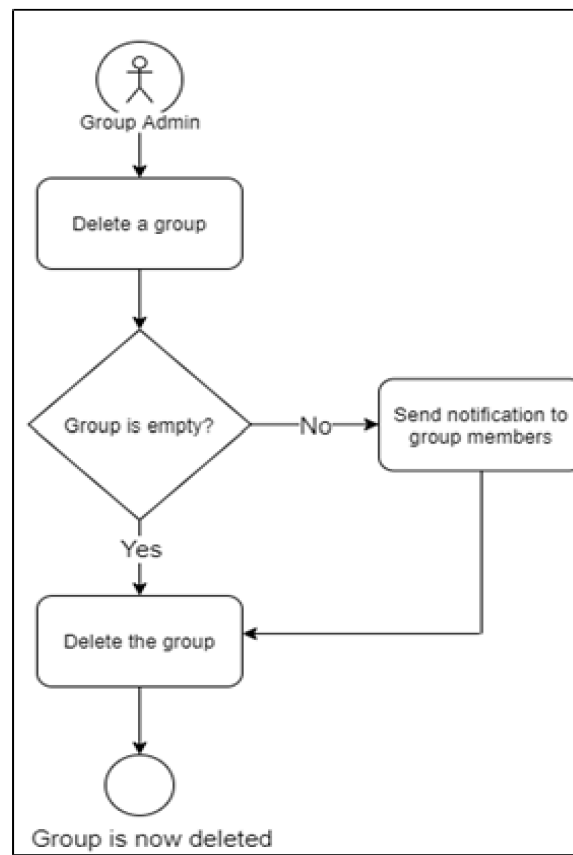 Group Admin
Delete a group
Group is empty?
No
Send notification to
group members
Yes
Delete the group
Group is now deleted